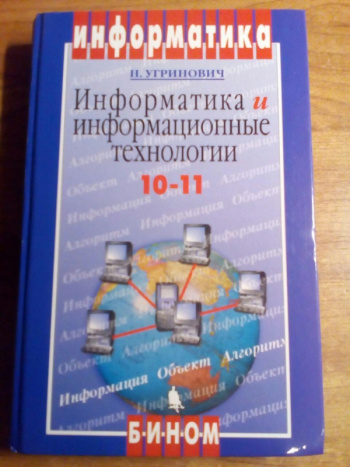 информатика
Н. УГРИНОВИЧ
Информатика и
информационные
технологии
10-11
Информация Объект Алгоритм
Б·И·Н·О·М